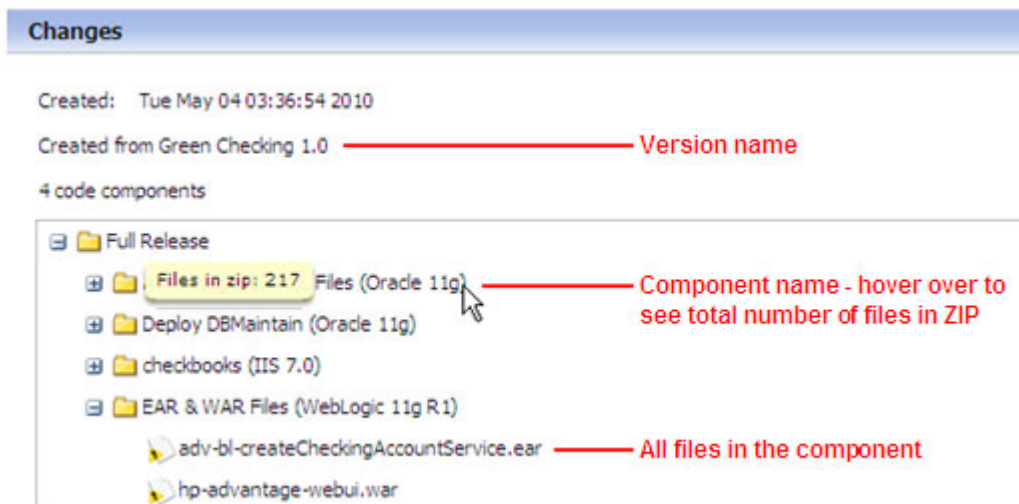 Changes
Created: Tue May 04 03:36:54 2010
Created from Green Checking 1.0
Version name
4 code components
Full Release
Files in zip: 217
Files (Oracle 11g)
Component name - hover over to
see total number of files in ZIP
Deploy DBMaintain (Oracle 11g)
checkbooks (IIS 7.0)
EAR & WAR Files (WebLogic 11g R1)
adv-bl-createCheckingAccountService.ear
All files in the component
hp-advantage-webui.war